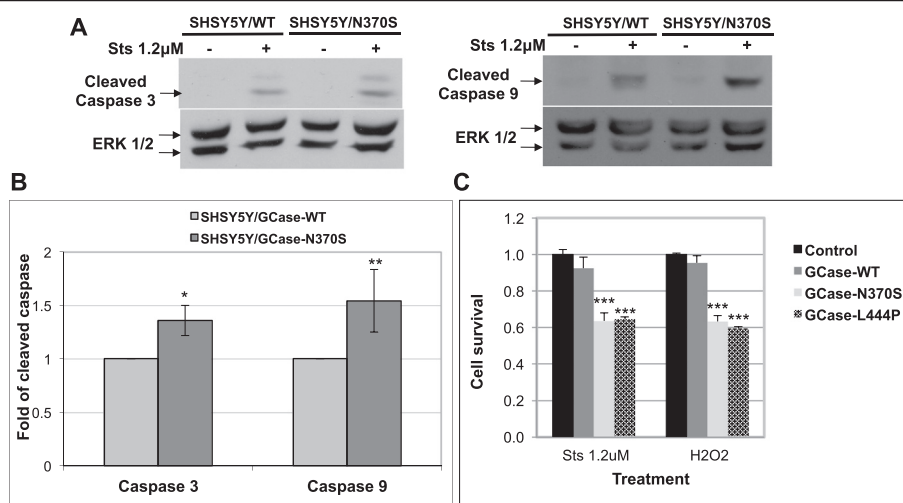 A
SHSY5Y/WT SHSY5Y/N370S
Sts 1.2µM - + - +
Cleaved
Caspase 3
ERK 1/2
SHSY5Y/WT SHSY5Y/N370S
Sts 1.2µM - + - +
Cleaved
Caspase 9
ERK 1/2
B
SHSY5Y/GCase-WT
SHSY5Y/GCase-N370S
Fold of cleaved caspase
2
1.5
1
0.5
0
*
**
Caspase 3 Caspase 9
C
Cell survival
1.2
1.0
0.8
0.6
0.4
0.2
0.0
*** ***
*** ***
Sts 1.2uM H2O2
Treatment
Control
GCase-WT
GCase-N370S
GCase-L444P